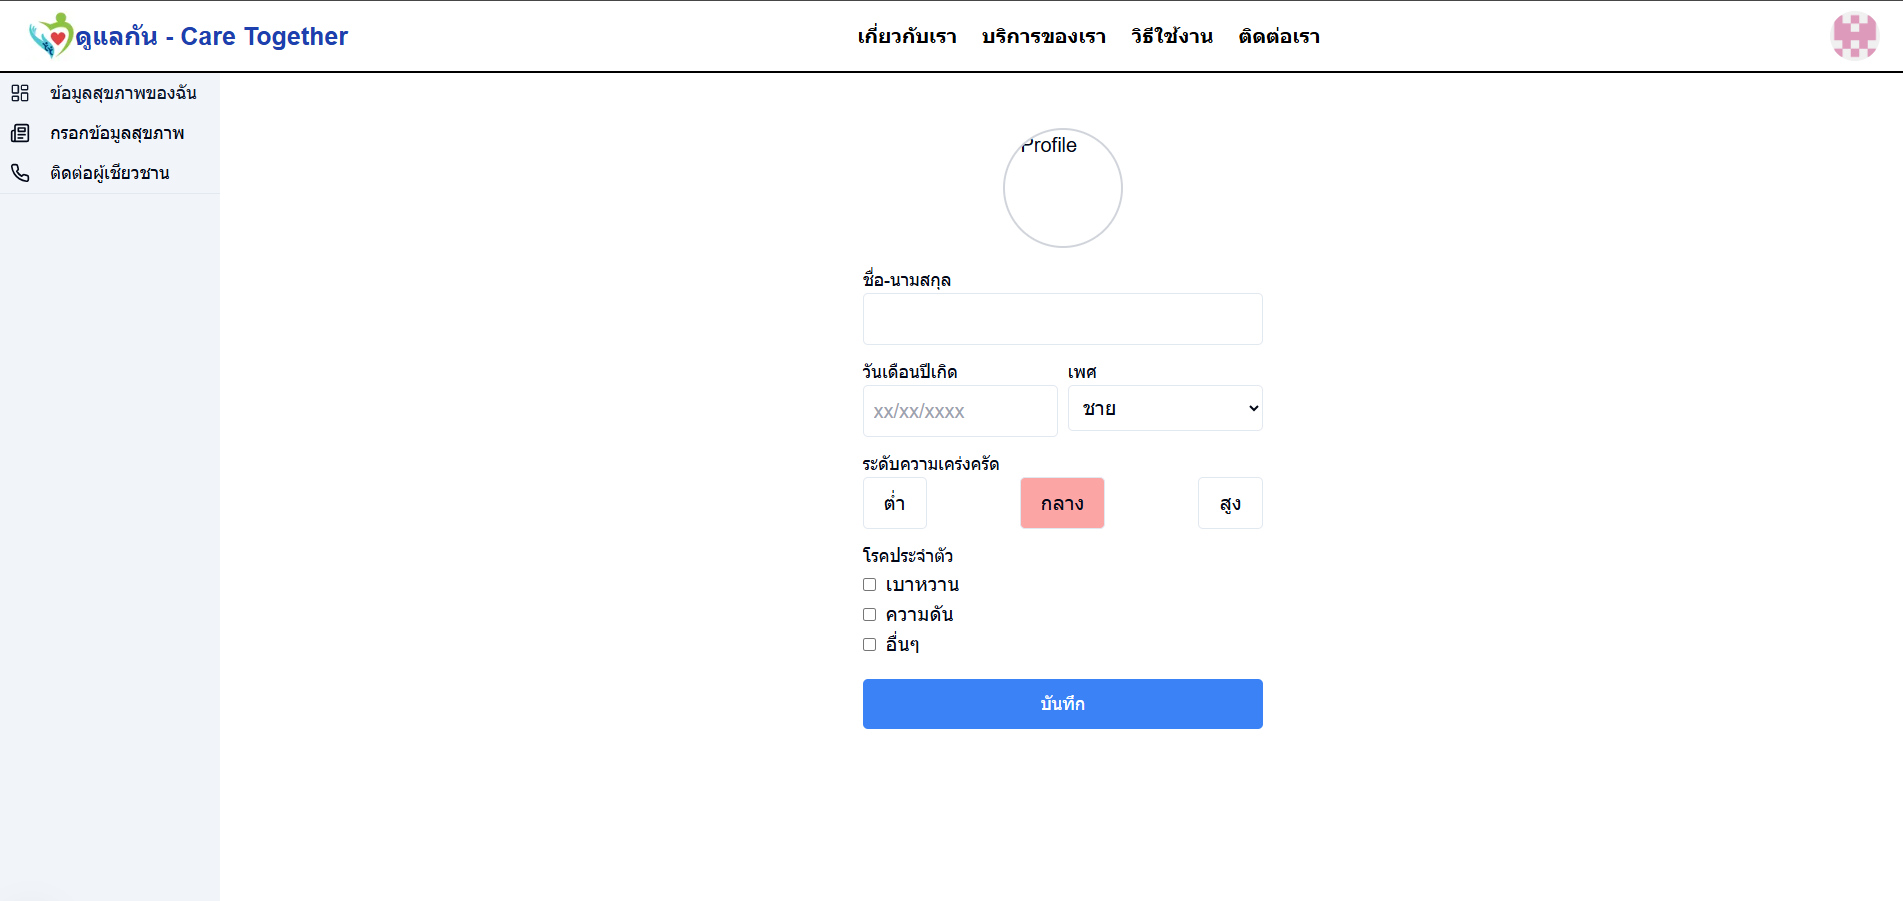 ดูแลกัน - Care Together
เกี่ยวกับเรา บริการของเรา วิธีใช้งาน ติดต่อเรา
ข้อมูลสุขภาพของฉัน
กรอกข้อมูลสุขภาพ
ติดต่อผู้เชียวชาน
Profile
ชื่อ-นามสกุล
วันเดือนปีเกิด เพศ
xx/xx/xxxx ชาย
ระดับความเคร่งครัด
ต่ำ กลาง สูง
โรคประจำตัว
เบาหวาน
ความดัน
อื่นๆ
บันทึก